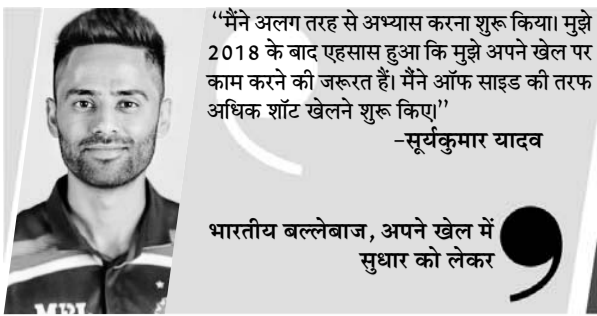 “मैंने अलग तरह से अभ्यास करना शुरू किया। मुझे
2018 के बाद एहसास हुआ कि मुझे अपने खेल पर
काम करने की जरूरत हैं। मैंने ऑफ साइड की तरफ
अधिक शॉट खेलने शुरू किए।”
–सूर्यकुमार यादव
भारतीय बल्लेबाज, अपने खेल में
सुधार को लेकर
MPL